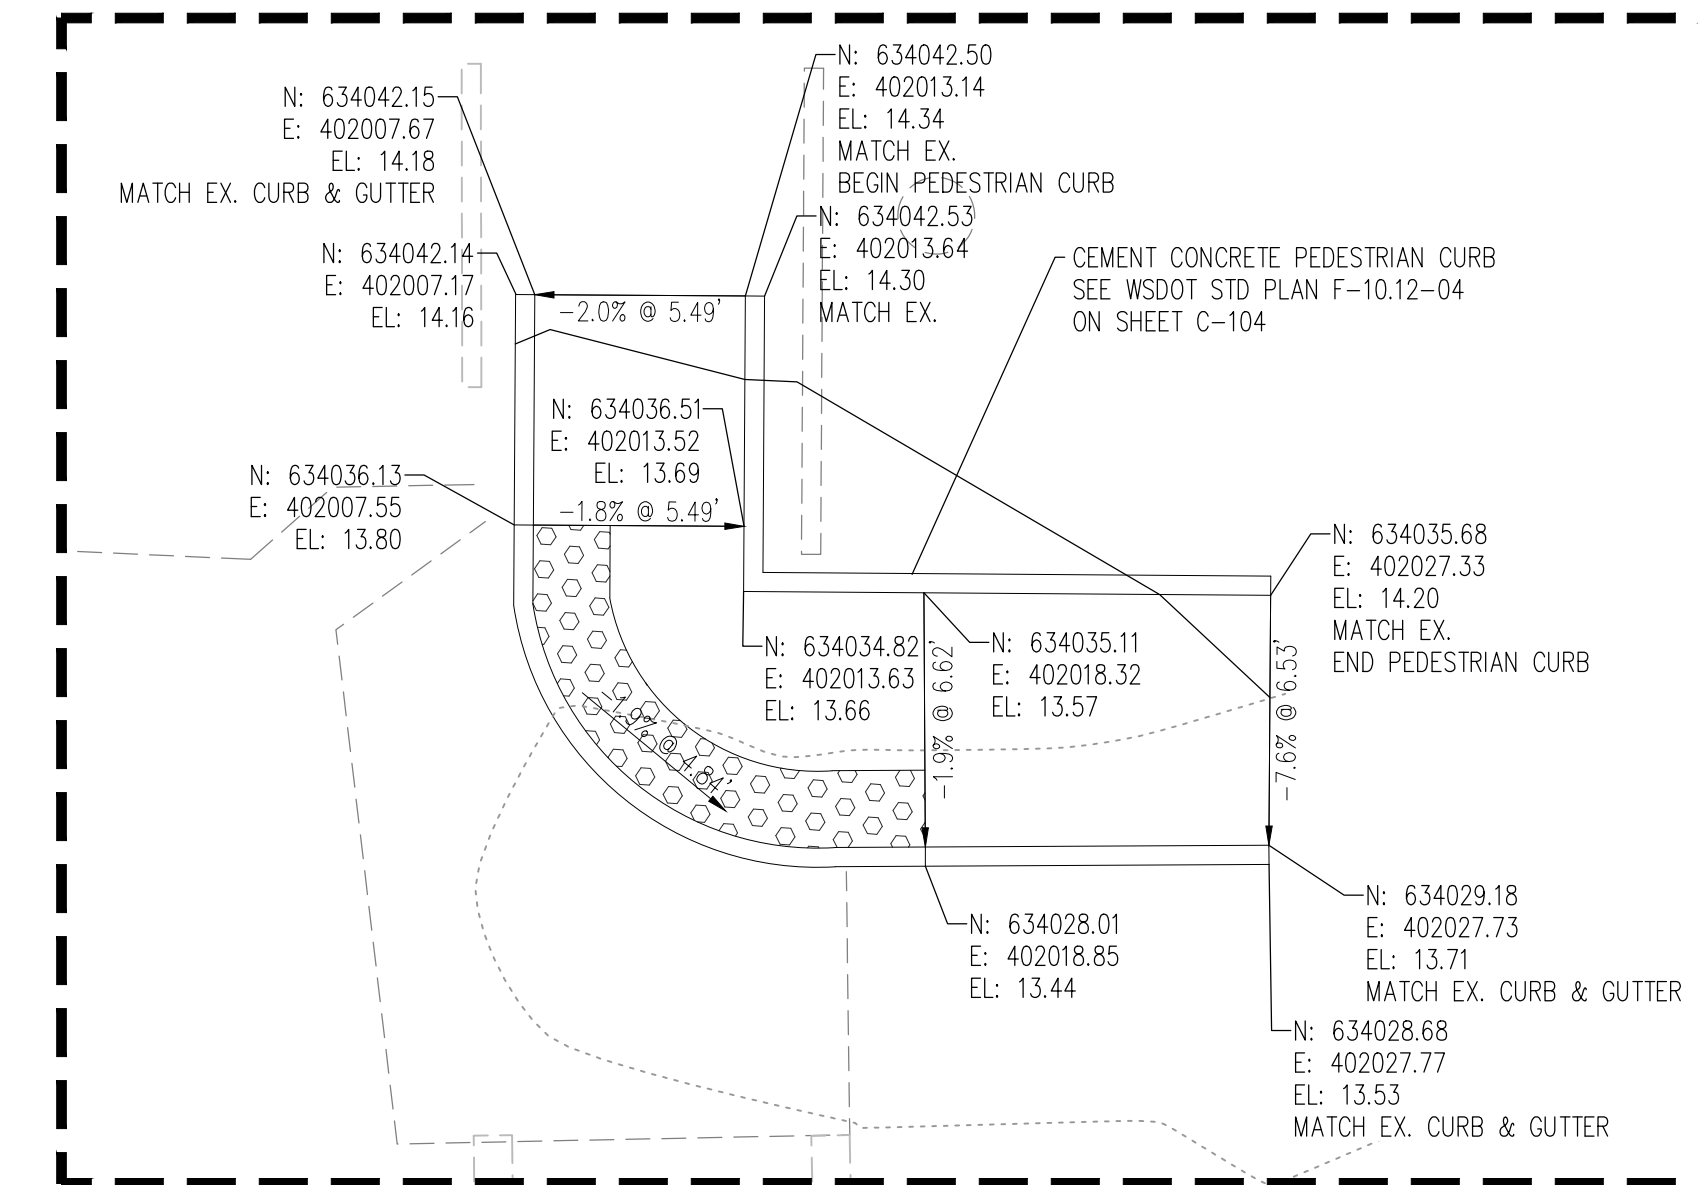 N: 634042.15
E: 402007.67
EL: 14.18
MATCH EX. CURB & GUTTER
N: 634042.50
E: 402013.14
EL: 14.34
MATCH EX.
BEGIN PEDESTRIAN CURB
N: 634042.14
E: 402007.17
EL: 14.16
N: 634042.53
E: 402013.64
EL: 14.30
MATCH EX.
CEMENT CONCRETE PEDESTRIAN CURB
SEE WSDOT STD PLAN F-10.12-04
ON SHEET C-104
-2.0% @ 5.49'
N: 634036.51
E: 402013.52
EL: 13.69
-1.8% @ 5.49'
N: 634036.13
E: 402007.55
EL: 13.80
N: 634035.68
E: 402027.33
EL: 14.20
MATCH EX.
END PEDESTRIAN CURB
N: 634034.82
E: 402013.63
EL: 13.66
-1.9% @ 6.62'
N: 634035.11
E: 402018.32
EL: 13.57
-7.6% @ 6.53'
-1.9% @ 4.84'
N: 634028.01
E: 402018.85
EL: 13.44
N: 634029.18
E: 402027.73
EL: 13.71
MATCH EX. CURB & GUTTER
N: 634028.68
E: 402027.77
EL: 13.53
MATCH EX. CURB & GUTTER